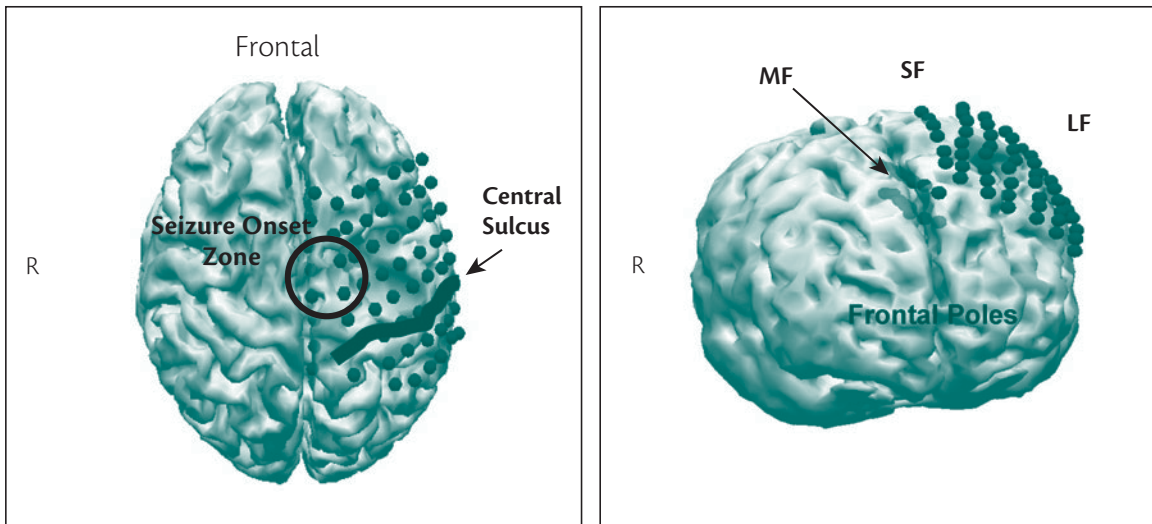 Frontal
Seizure Onset
Zone
Central
Sulcus
R
MF
SF
LF
R
Frontal Poles